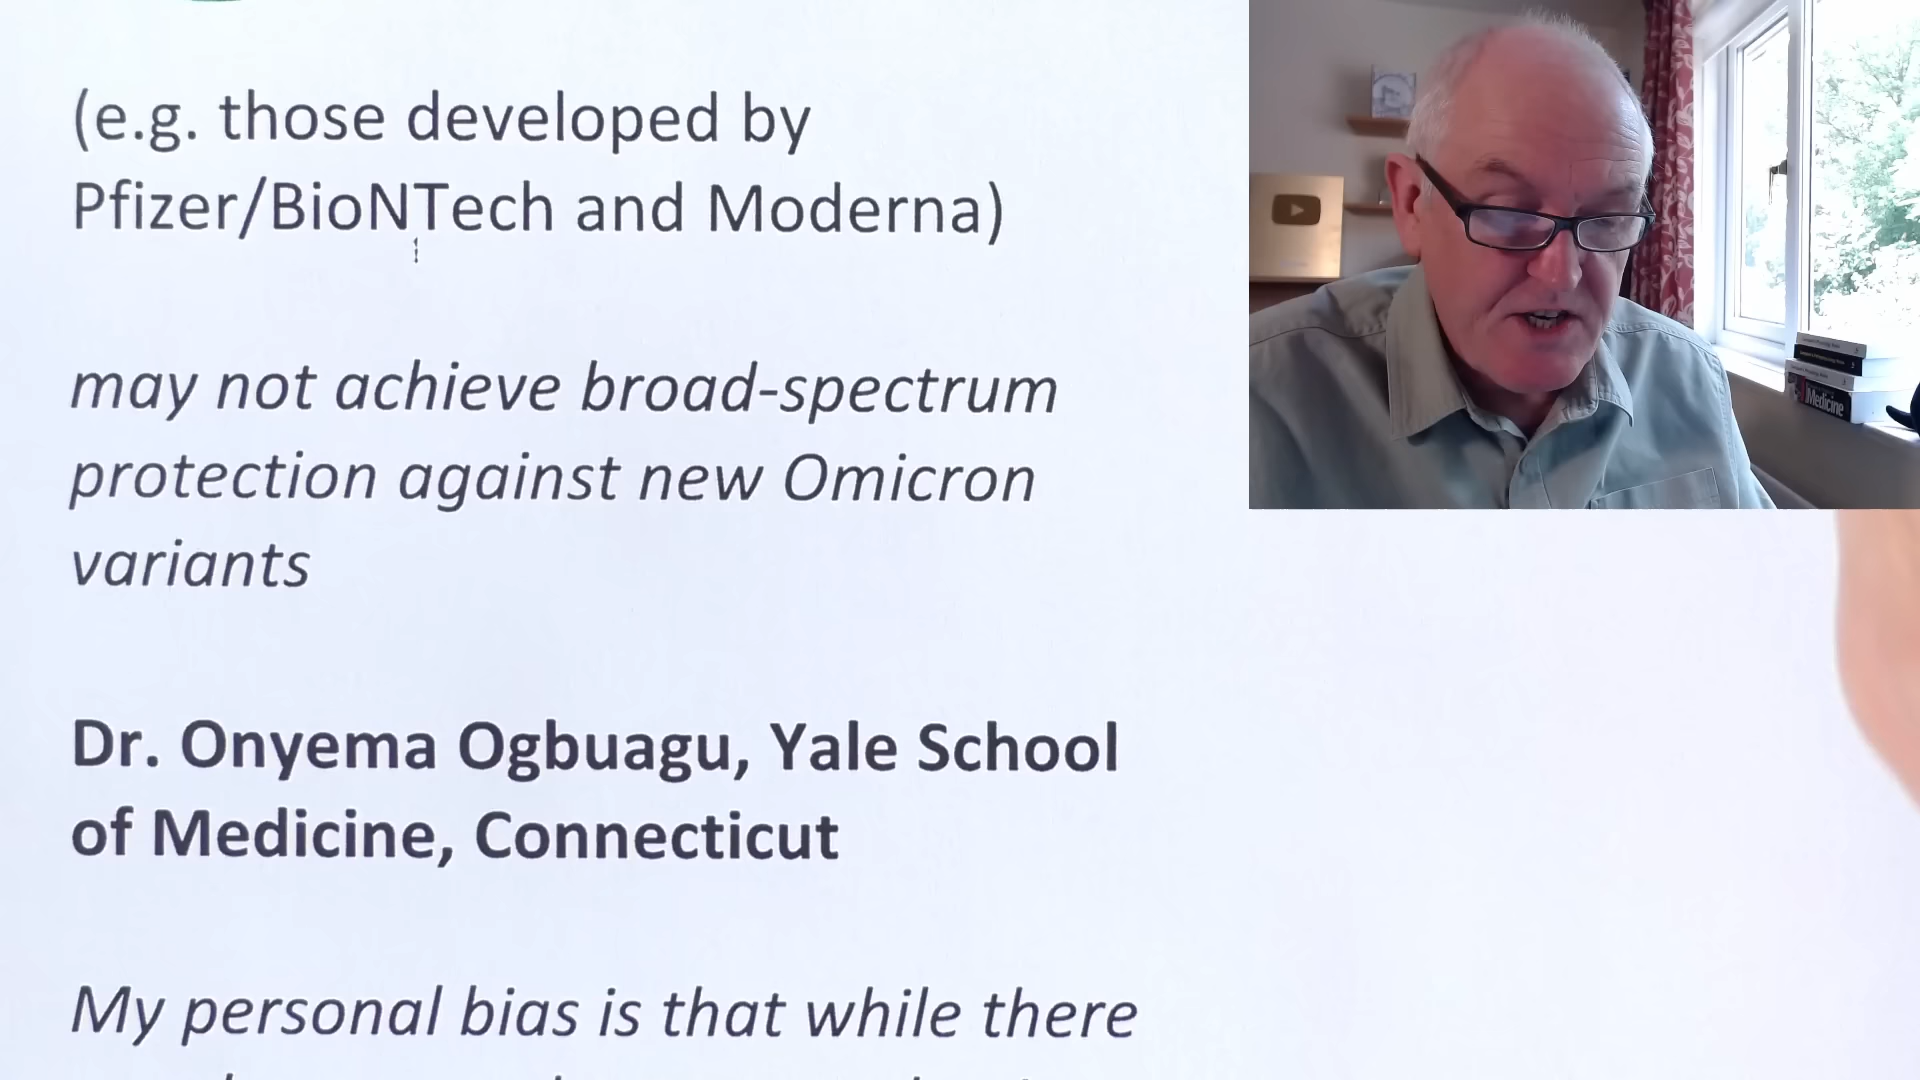 (e.g. those developed by
Pfizer/BioNTech and Moderna)
may not achieve broad-spectrum
protection against new Omicron
variants
Dr. Onyema Ogbuagu, Yale School
of Medicine, Connecticut
My personal bias is that while there
Medicine